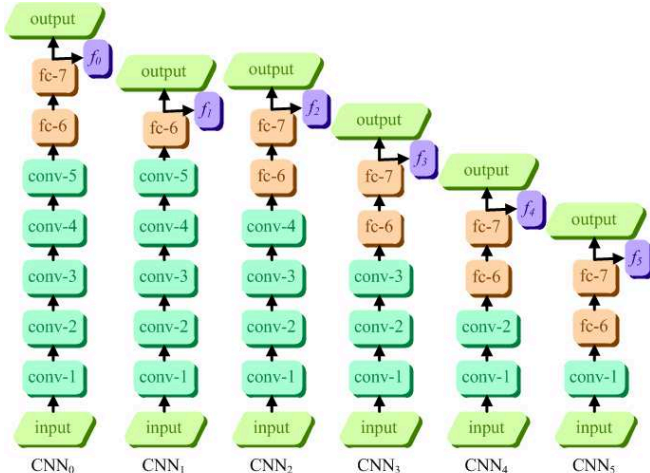 output
f0
fc-7
fc-6
conv-5
conv-4
conv-3
conv-2
conv-1
input
CNN0
output
f1
fc-6
conv-5
conv-4
conv-3
conv-2
conv-1
input
CNN1
output
f2
fc-7
fc-6
conv-4
conv-3
conv-2
conv-1
input
CNN2
output
f3
fc-7
fc-6
conv-3
conv-2
conv-1
input
CNN3
output
f4
fc-7
fc-6
conv-2
conv-1
input
CNN4
output
f5
fc-7
fc-6
conv-1
input
CNN5